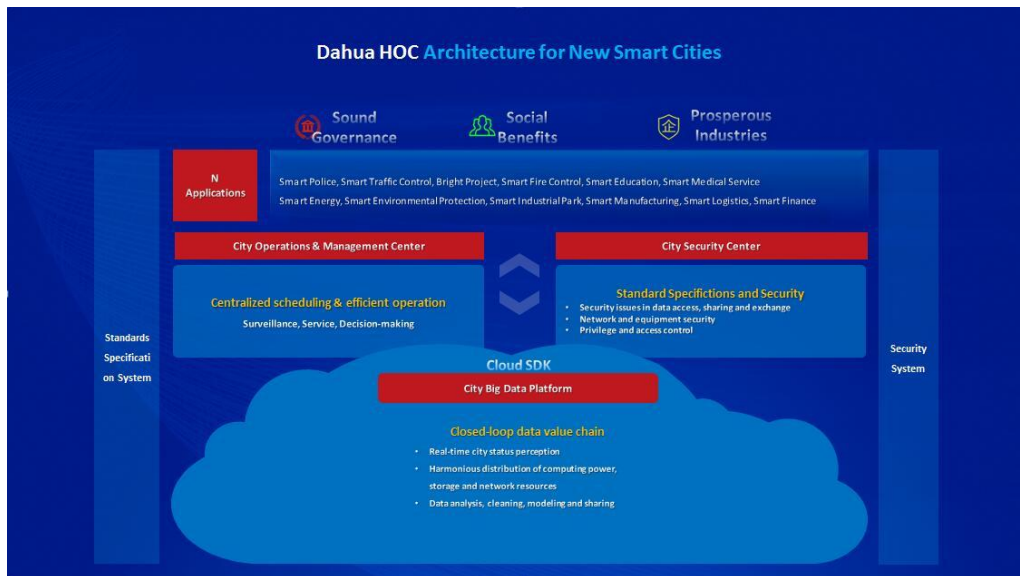 Dahua HOC Architecture for New Smart Cities
Sound
Governance
Social
Benefits
Prosperous
Industries
N
Applications
Smart Police, Smart Traffic Control, Bright Project, Smart Fire Control, Smart Education, Smart Medical Service
Smart Energy, Smart Environmental Protection, Smart Industrial Park, Smart Manufacturing, Smart Logistics, Smart Finance
City Operations & Management Center
City Security Center
Centralized scheduling & efficient operation
Surveillance, Service, Decision-making
Standard Specifictions and Security
• Security issues in data access, sharing and exchange
• Network and equipment security
• Privilege and access control
Standards
Specificati
on System
Security
System
Cloud SDK
City Big Data Platform
Closed-loop data value chain
• Real-time city status perception
• Harmonious distribution of computing power,
storage and network resources
• Data analysis, cleaning, modeling and sharing